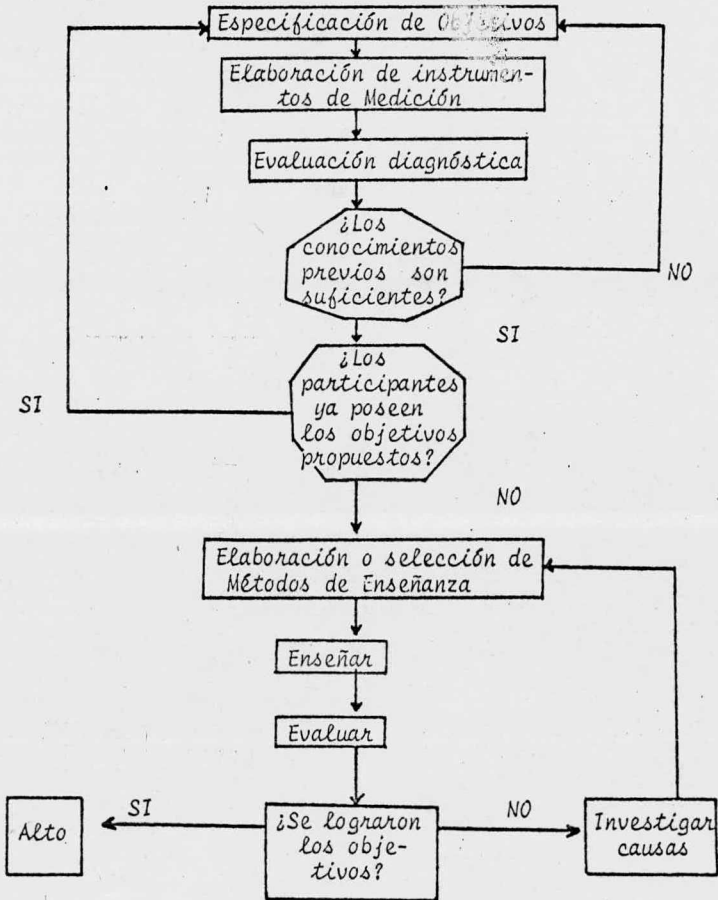 Especificación de Objetivos
Elaboración de instrumen-
tos de Medición
Evaluación diagnóstica
¿Los
conocimientos
previos son
suficientes?
NO
SI
¿Los
participantes
ya poseen
los objetivos
propuestos?
SI
NO
Elaboración o selección de
Métodos de Enseñanza
Enseñar
Evaluar
Alto
SI
¿Se lograron
los obje-
tivos?
NO
Investigar
causas